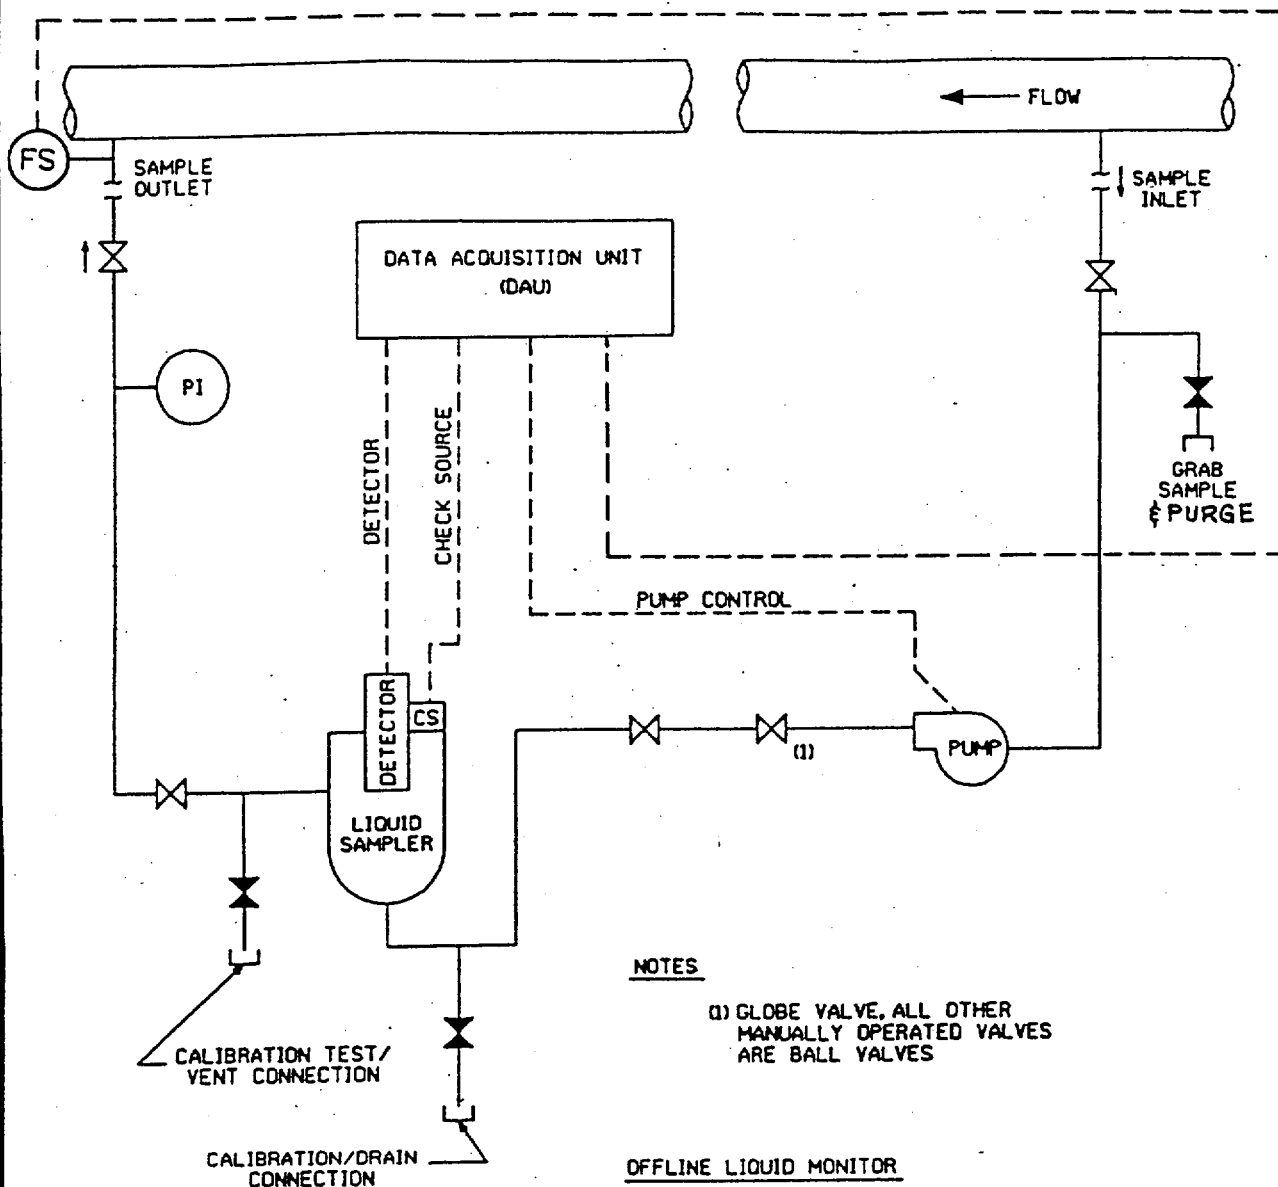 FLOW
FS
SAMPLE
OUTLET
SAMPLE
INLET
DATA ACQUISITION UNIT
(DAU)
PI
DETECTOR
CHECK SOURCE
GRAB
SAMPLE
& PURGE
PUMP CONTROL
DETECTOR
CS
PUMP
(1)
LIQUID
SAMPLER
NOTES
(1) GLOBE VALVE, ALL OTHER
MANUALLY OPERATED VALVES
ARE BALL VALVES
CALIBRATION TEST/
VENT CONNECTION
CALIBRATION/DRAIN
CONNECTION
OFFLINE LIQUID MONITOR